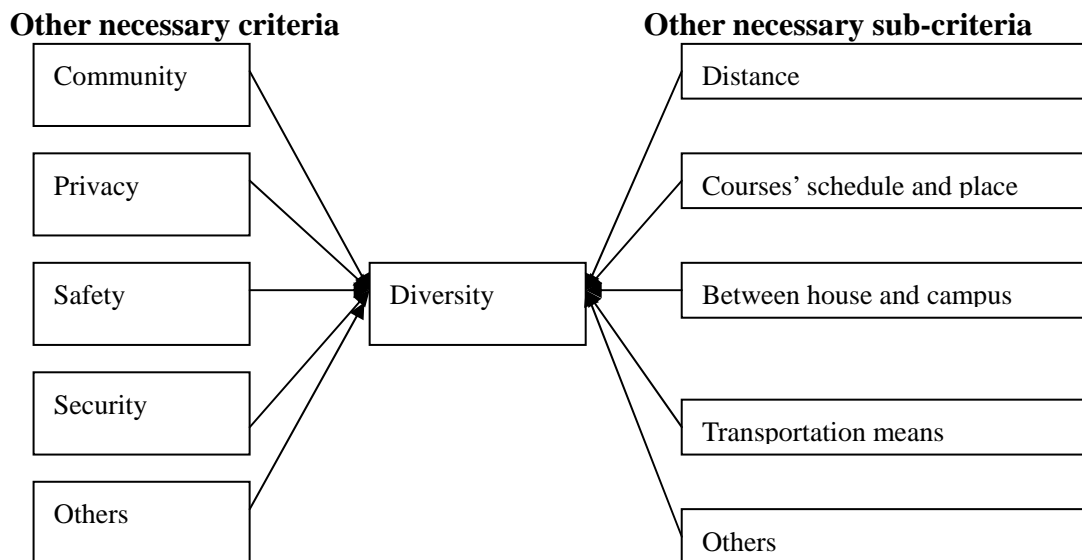 Other necessary criteria
Other necessary sub-criteria
Community
Distance
Privacy
Courses’ schedule and place
Safety
Diversity
Between house and campus
Security
Transportation means
Others
Others